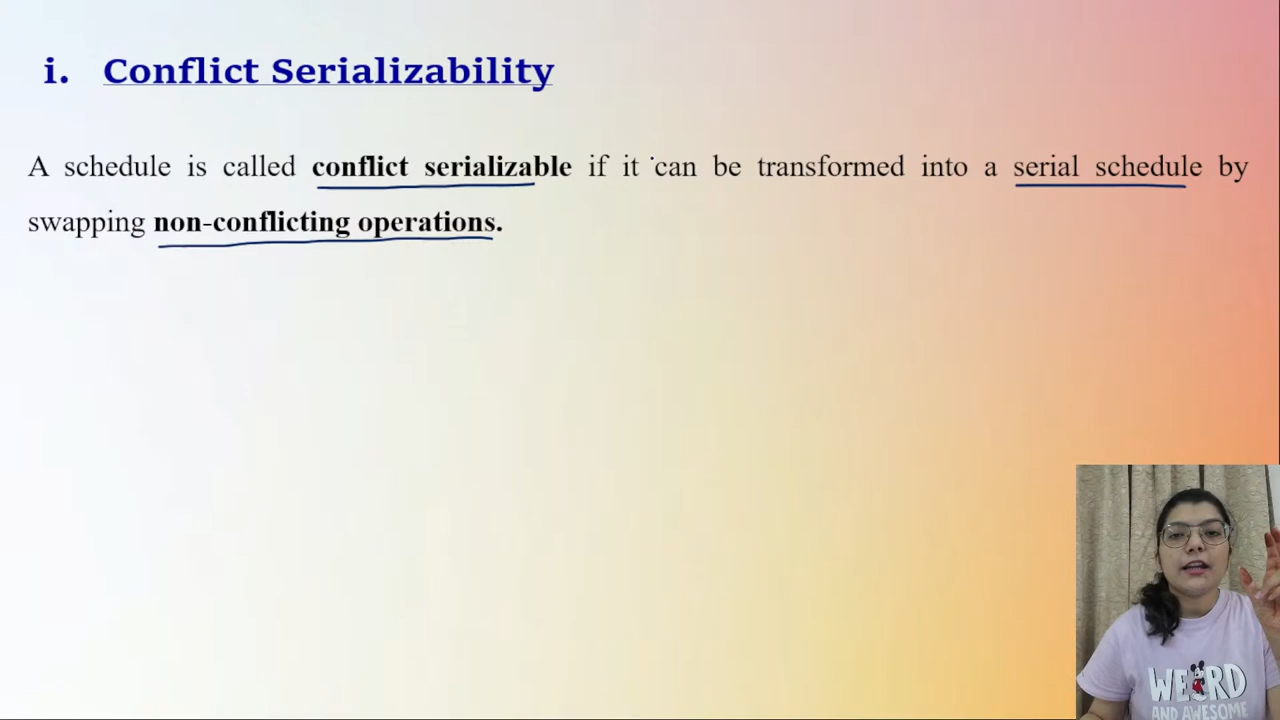 i. Conflict Serializability
A schedule is called conflict serializable if it can be transformed into a serial schedule by
swapping non-conflicting operations.
WEIRD
AND AWESOME